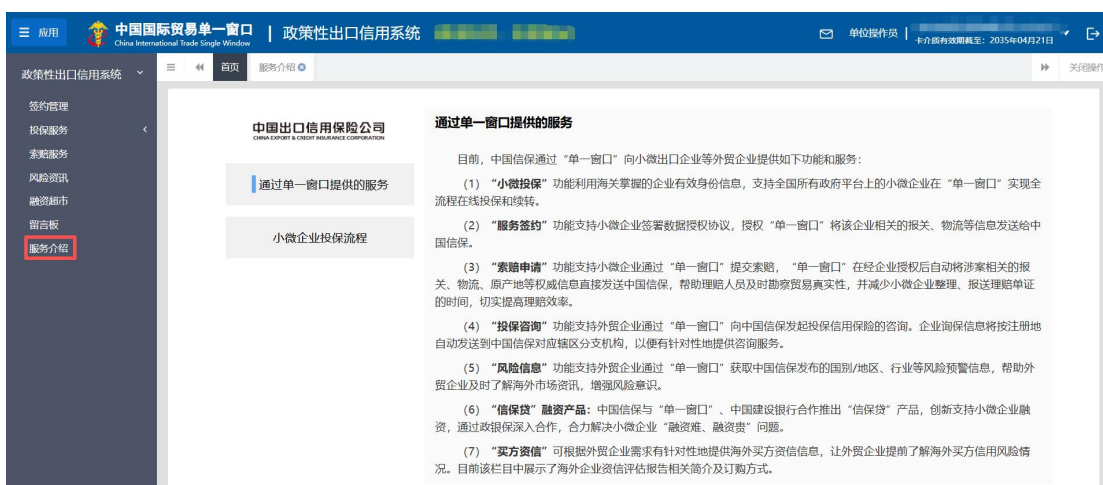 应用
中国国际贸易单一窗口 | 政策性出口信用系统
China International Trade Single Window
单位操作员 |
卡介质有效期截至：2035年04月21日
政策性出口信用系统
首页
服务介绍
关闭操作
签约管理
投保服务
索赔服务
风险资讯
融资超市
留言板
服务介绍
中国出口信用保险公司
CHINA EXPORT & CREDIT INSURANCE CORPORATION
通过单一窗口提供的服务
小微企业投保流程
通过单一窗口提供的服务
目前，中国信保通过“单一窗口”向小微出口企业等外贸企业提供如下功能和服务：
（1）“小微投保”功能利用海关掌握的企业有效身份信息，支持全国所有政府平台上的小微企业在“单一窗口”实现全
流程在线投保和续转。
（2）“服务签约”功能支持小微企业签署数据授权协议，授权“单一窗口”将该企业相关的报关、物流等信息发送给中
国信保。
（3）“索赔申请”功能支持小微企业通过“单一窗口”提交索赔，“单一窗口”在经企业授权后自动将涉案相关的报
关、物流、原产地等权威信息直接发送中国信保，帮助理赔人员及时勘察贸易真实性，并减少小微企业整理、报送理赔单证
的时间，切实提高理赔效率。
（4）“投保咨询”功能支持外贸企业通过“单一窗口”向中国信保发起投保信用保险的咨询。企业询保信息将按注册地
自动发送到中国信保对应辖区分支机构，以便有针对性地提供咨询服务。
（5）“风险信息”功能支持外贸企业通过“单一窗口”获取中国信保发布的国别/地区、行业等风险预警信息，帮助外
贸企业及时了解海外市场资讯，增强风险意识。
（6）“信保贷”融资产品：中国信保与“单一窗口”、中国建设银行合作推出“信保贷”产品，创新支持小微企业融
资，通过政银保深入合作，合力解决小微企业“融资难、融资贵”问题。
（7）“买方资信”可根据外贸企业需求有针对性地提供海外买方资信信息，让外贸企业提前了解海外买方信用风险情
况。目前该栏目中展示了海外企业资信评估报告相关简介及订购方式。